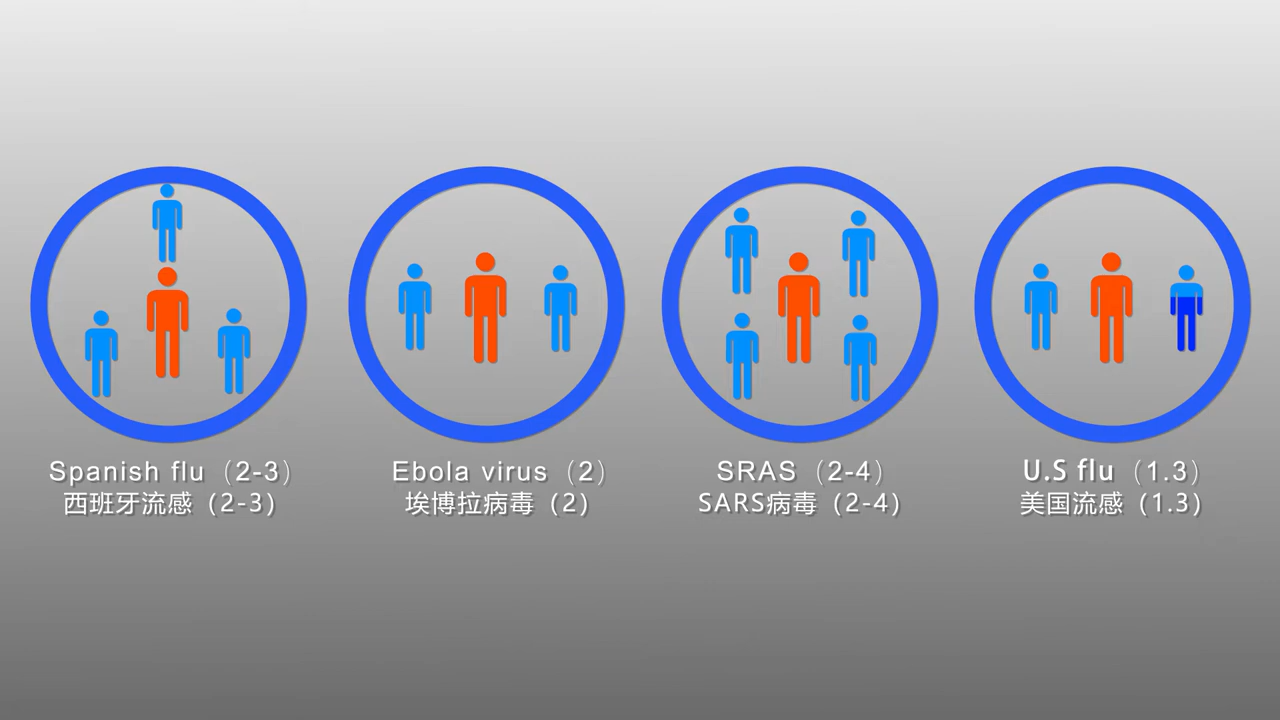 Spanish flu（2-3）
西班牙流感（2-3）
Ebola virus（2）
埃博拉病毒（2）
SRAS（2-4）
SARS病毒（2-4）
U.S flu（1.3）
美国流感（1.3）